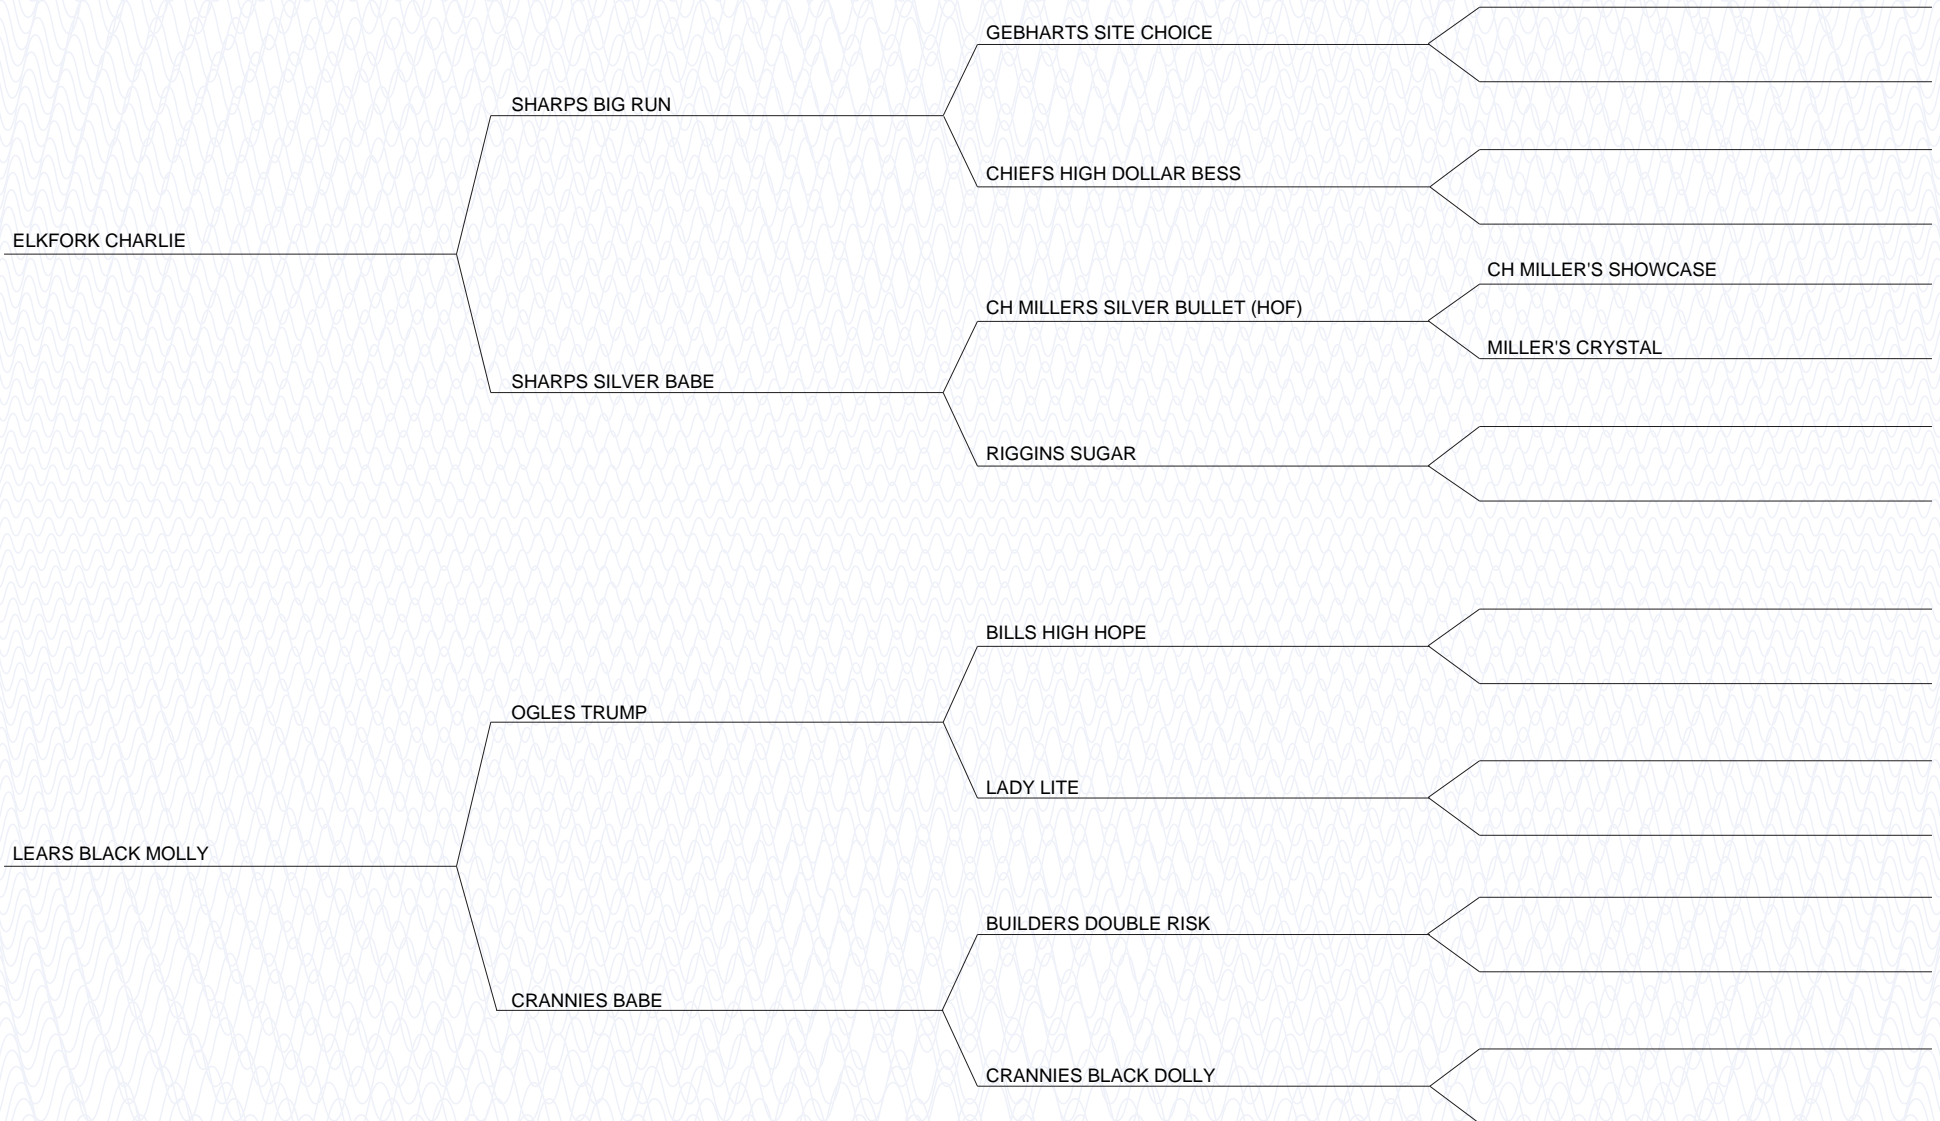 GEBHARTS SITE CHOICE
SHARPS BIG RUN
CHIEFS HIGH DOLLAR BESS
ELKFORK CHARLIE
CH MILLER'S SHOWCASE
CH MILLERS SILVER BULLET (HOF)
MILLER'S CRYSTAL
SHARPS SILVER BABE
RIGGINS SUGAR
BILLS HIGH HOPE
OGLES TRUMP
LADY LITE
LEARS BLACK MOLLY
BUILDERS DOUBLE RISK
CRANNIES BABE
CRANNIES BLACK DOLLY